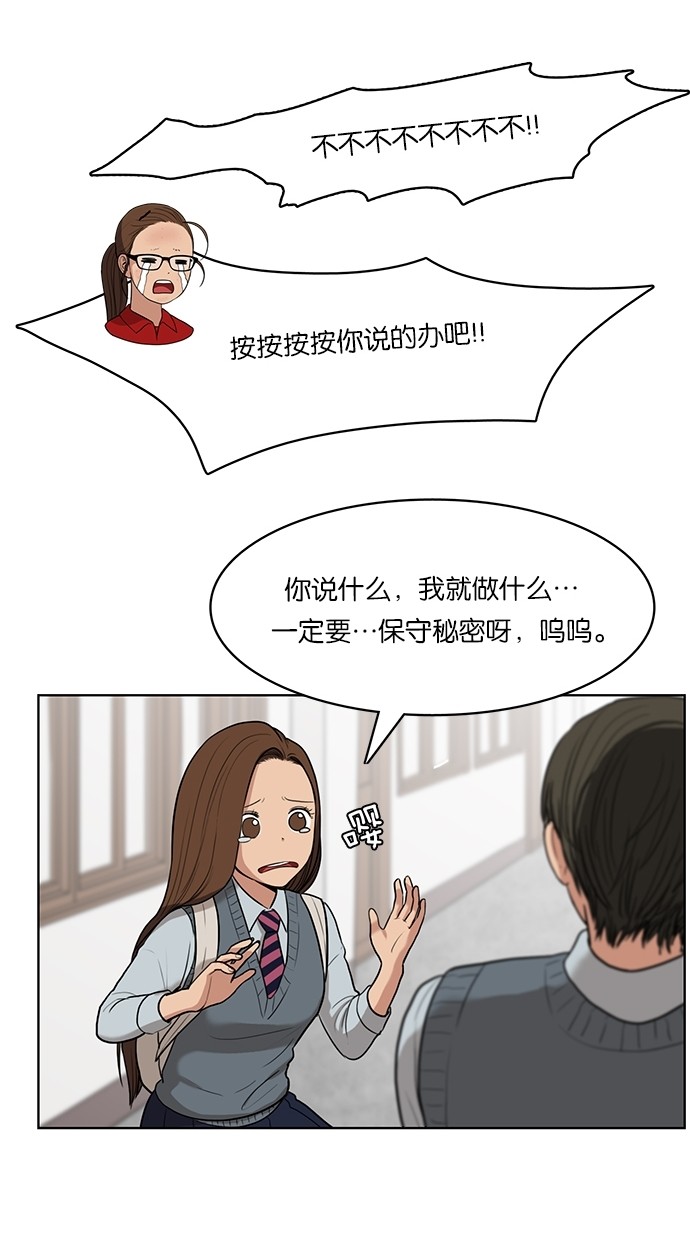 不不不不不不不不!!
按按按按你说的办吧!!
你说什么，我就做什么…
一定要…保守秘密呀，呜呜。
嘤